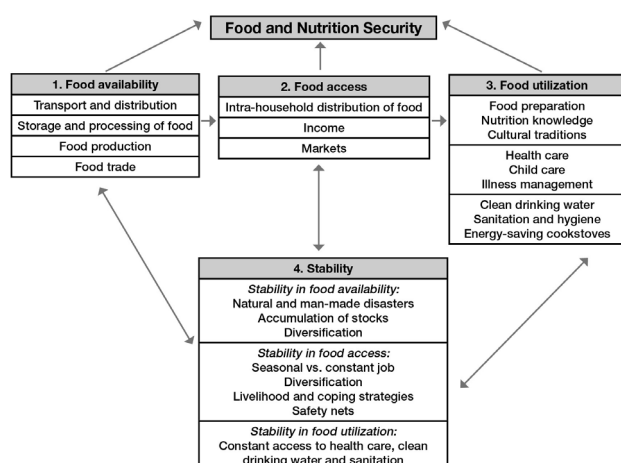 Food and Nutrition Security
1. Food availability
Transport and distribution
Storage and processing of food
Food production
Food trade
2. Food access
Intra-household distribution of food
Income
Markets
3. Food utilization
Food preparation
Nutrition knowledge
Cultural traditions
Health care
Child care
Illness management
Clean drinking water
Sanitation and hygiene
Energy-saving cookstoves
4. Stability
Stability in food availability:
Natural and man-made disasters
Accumulation of stocks
Diversification
Stability in food access:
Seasonal vs. constant job
Diversification
Livelihood and coping strategies
Safety nets
Stability in food utilization:
Constant access to health care, clean
drinking water and sanitation